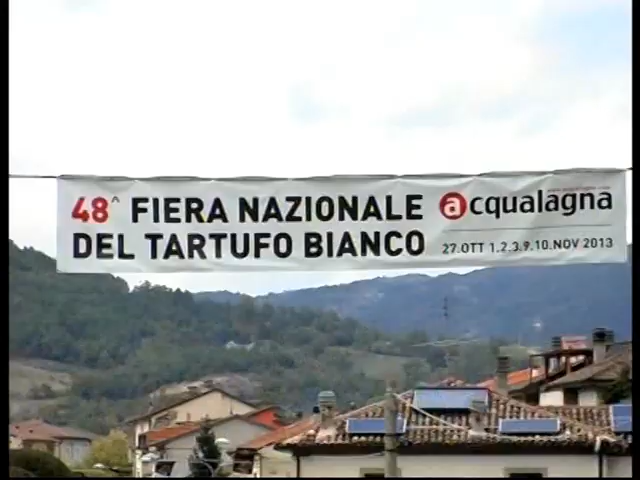 48^ FIERA NAZIONALE
DEL TARTUFO BIANCO
acqualagna
27.OTT 1.2.3.9.10.NOV 2013